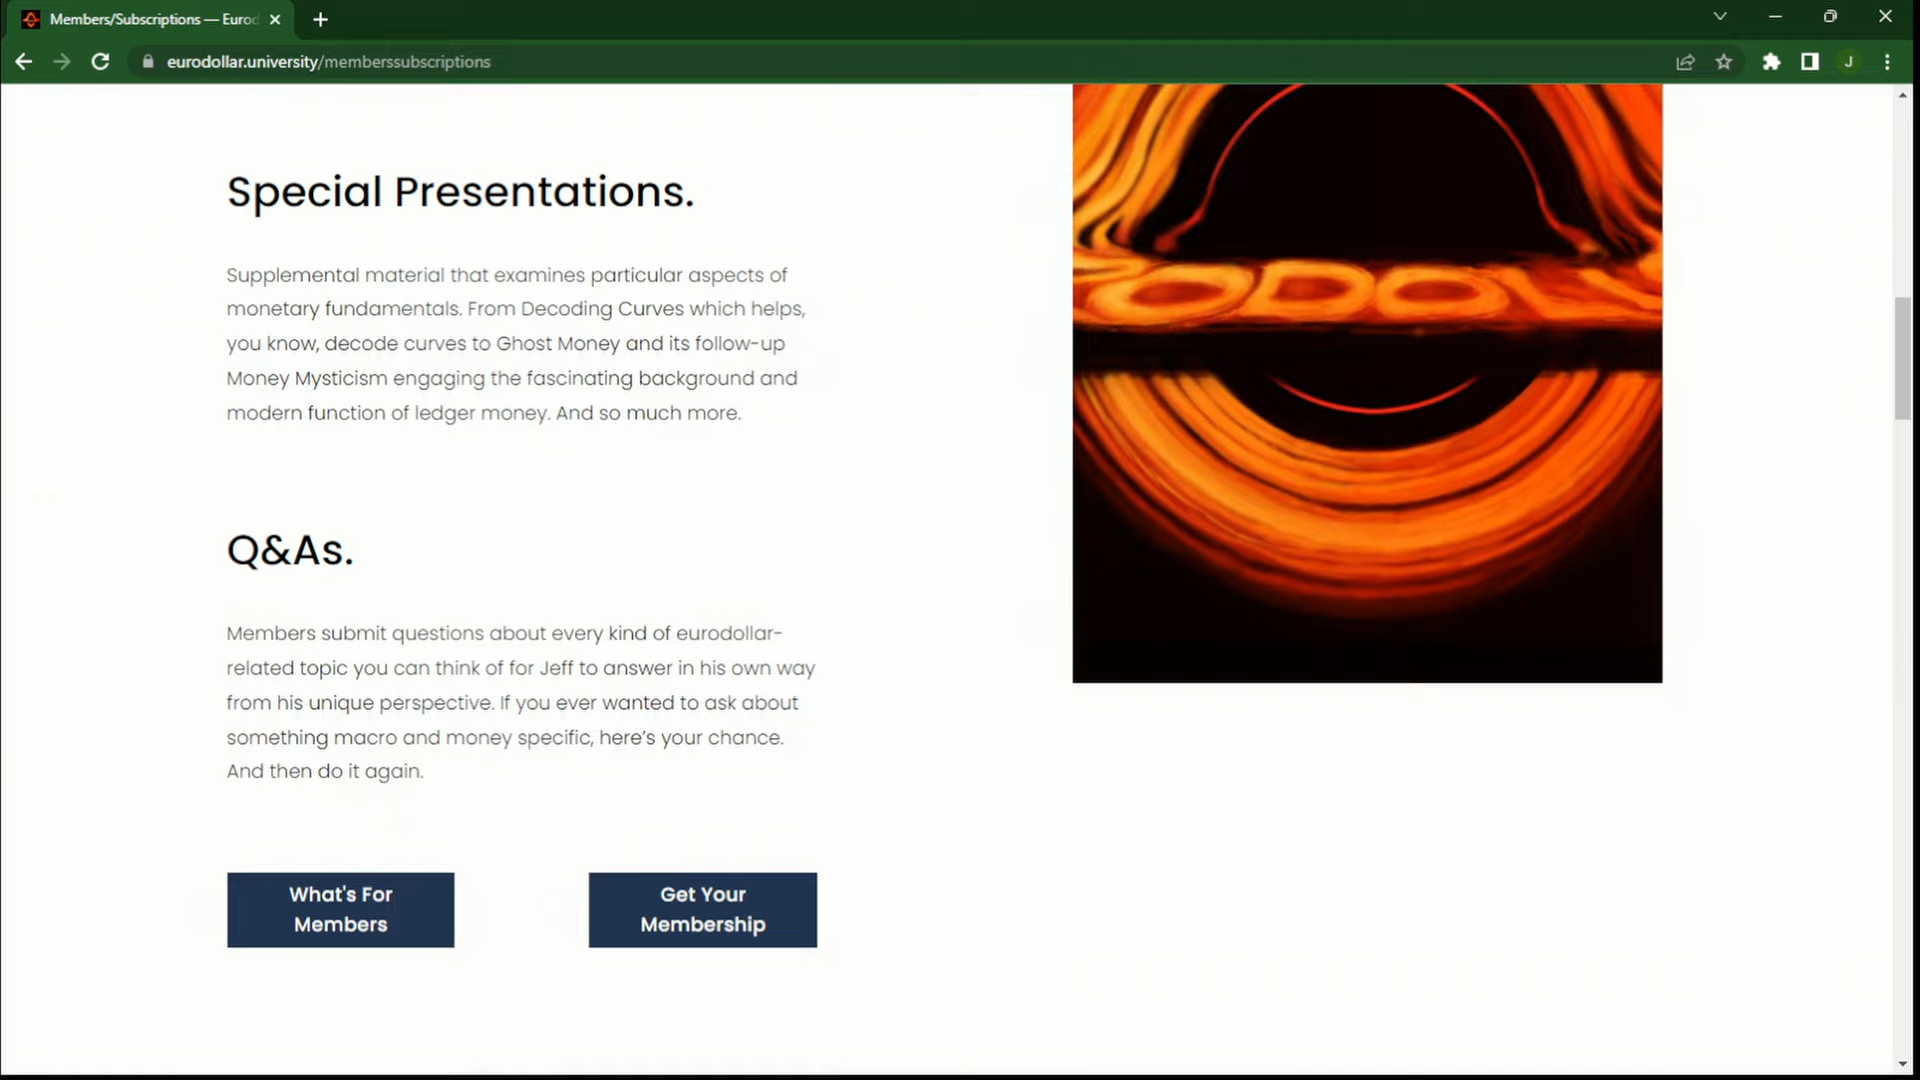 Members/Subscriptions — Eurod
eurodollar.university/memberssubscriptions
J
Special Presentations.
Supplemental material that examines particular aspects of
monetary fundamentals. From Decoding Curves which helps,
you know, decode curves to Ghost Money and its follow-up
Money Mysticism engaging the fascinating background and
modern function of ledger money. And so much more.
ODOLL
Q&As.
Members submit questions about every kind of eurodollar-
related topic you can think of for Jeff to answer in his own way
from his unique perspective. If you ever wanted to ask about
something macro and money specific, here's your chance.
And then do it again.
What's For
Members
Get Your
Membership